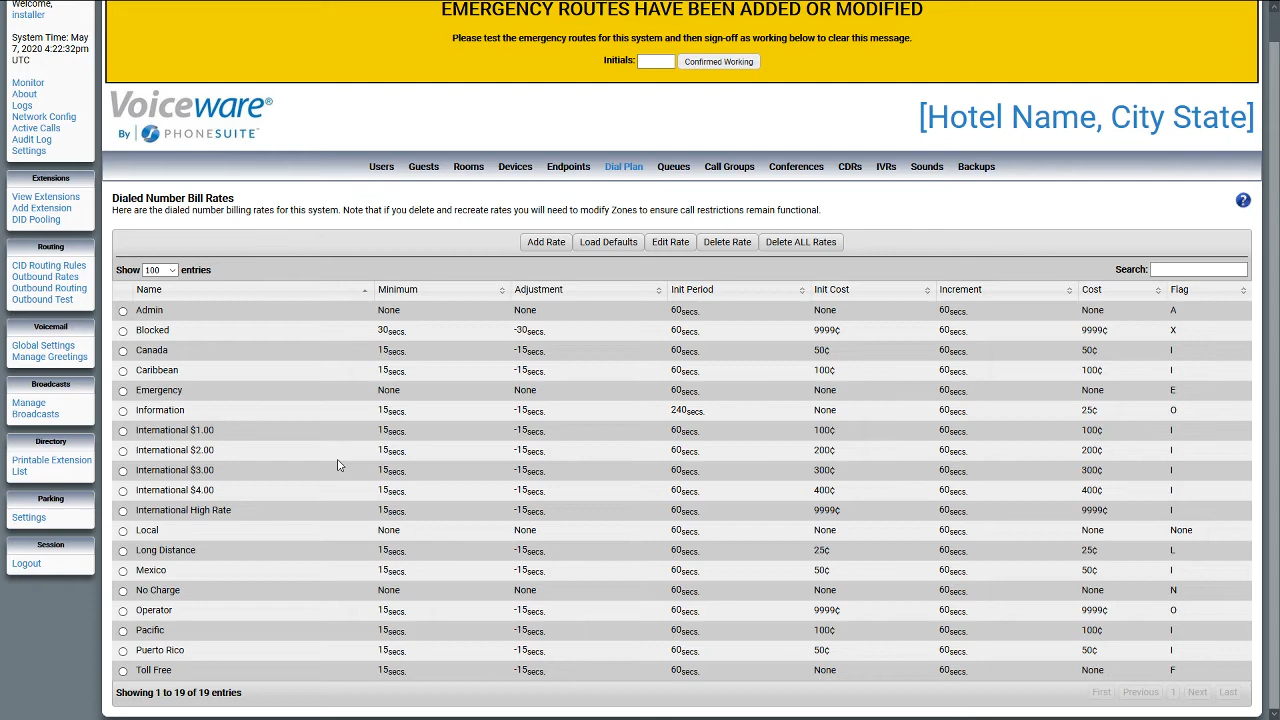 Welcome,
installer
System Time: May
7, 2020 4:22:32pm
UTC
Monitor
About
Logs
Network Config
Active Calls
Audit Log
Settings
Extensions
View Extensions
Add Extension
DID Pooling
Routing
CID Routing Rules
Outbound Rates
Outbound Routing
Outbound Test
Voicemail
Global Settings
Manage Greetings
Broadcasts
Manage
Broadcasts
Directory
Printable Extension
List
Parking
Settings
Session
Logout
EMERGENCY ROUTES HAVE BEEN ADDED OR MODIFIED
Please test the emergency routes for this system and then sign-off as working below to clear this message.
Initials: Confirmed Working
Voiceware®
By PHONESUITE™
[Hotel Name, City State]
Users Guests Rooms Devices Endpoints Dial Plan Queues Call Groups Conferences CDRs IVRs Sounds Backups
Dialed Number Bill Rates
Here are the dialed number billing rates for this system. Note that if you delete and recreate rates you will need to modify Zones to ensure call restrictions remain functional.
?
Add Rate Load Defaults Edit Rate Delete Rate Delete ALL Rates
Show 100 entries Search:
Name Minimum Adjustment Init Period Init Cost Increment Cost Flag
Admin None None 60secs. None 60secs. None A
Blocked 30secs. -30secs. 60secs. 9999¢ 60secs. 9999¢ X
Canada 15secs. -15secs. 60secs. 50¢ 60secs. 50¢ I
Caribbean 15secs. -15secs. 60secs. 100¢ 60secs. 100¢ I
Emergency None None 60secs. None 60secs. None E
Information 15secs. -15secs. 240secs. None 60secs. 25¢ O
International $1.00 15secs. -15secs. 60secs. 100¢ 60secs. 100¢ I
International $2.00 15secs. -15secs. 60secs. 200¢ 60secs. 200¢ I
International $3.00 15secs. -15secs. 60secs. 300¢ 60secs. 300¢ I
International $4.00 15secs. -15secs. 60secs. 400¢ 60secs. 400¢ I
International High Rate 15secs. -15secs. 60secs. 9999¢ 60secs. 9999¢ I
Local None None 60secs. None 60secs. None None
Long Distance 15secs. -15secs. 60secs. 25¢ 60secs. 25¢ L
Mexico 15secs. -15secs. 60secs. 50¢ 60secs. 50¢ I
No Charge None None 60secs. None 60secs. None N
Operator 15secs. -15secs. 60secs. 9999¢ 60secs. 9999¢ O
Pacific 15secs. -15secs. 60secs. 100¢ 60secs. 100¢ I
Puerto Rico 15secs. -15secs. 60secs. 50¢ 60secs. 50¢ I
Toll Free 15secs. -15secs. 60secs. None 60secs. None F
Showing 1 to 19 of 19 entries First Previous 1 Next Last